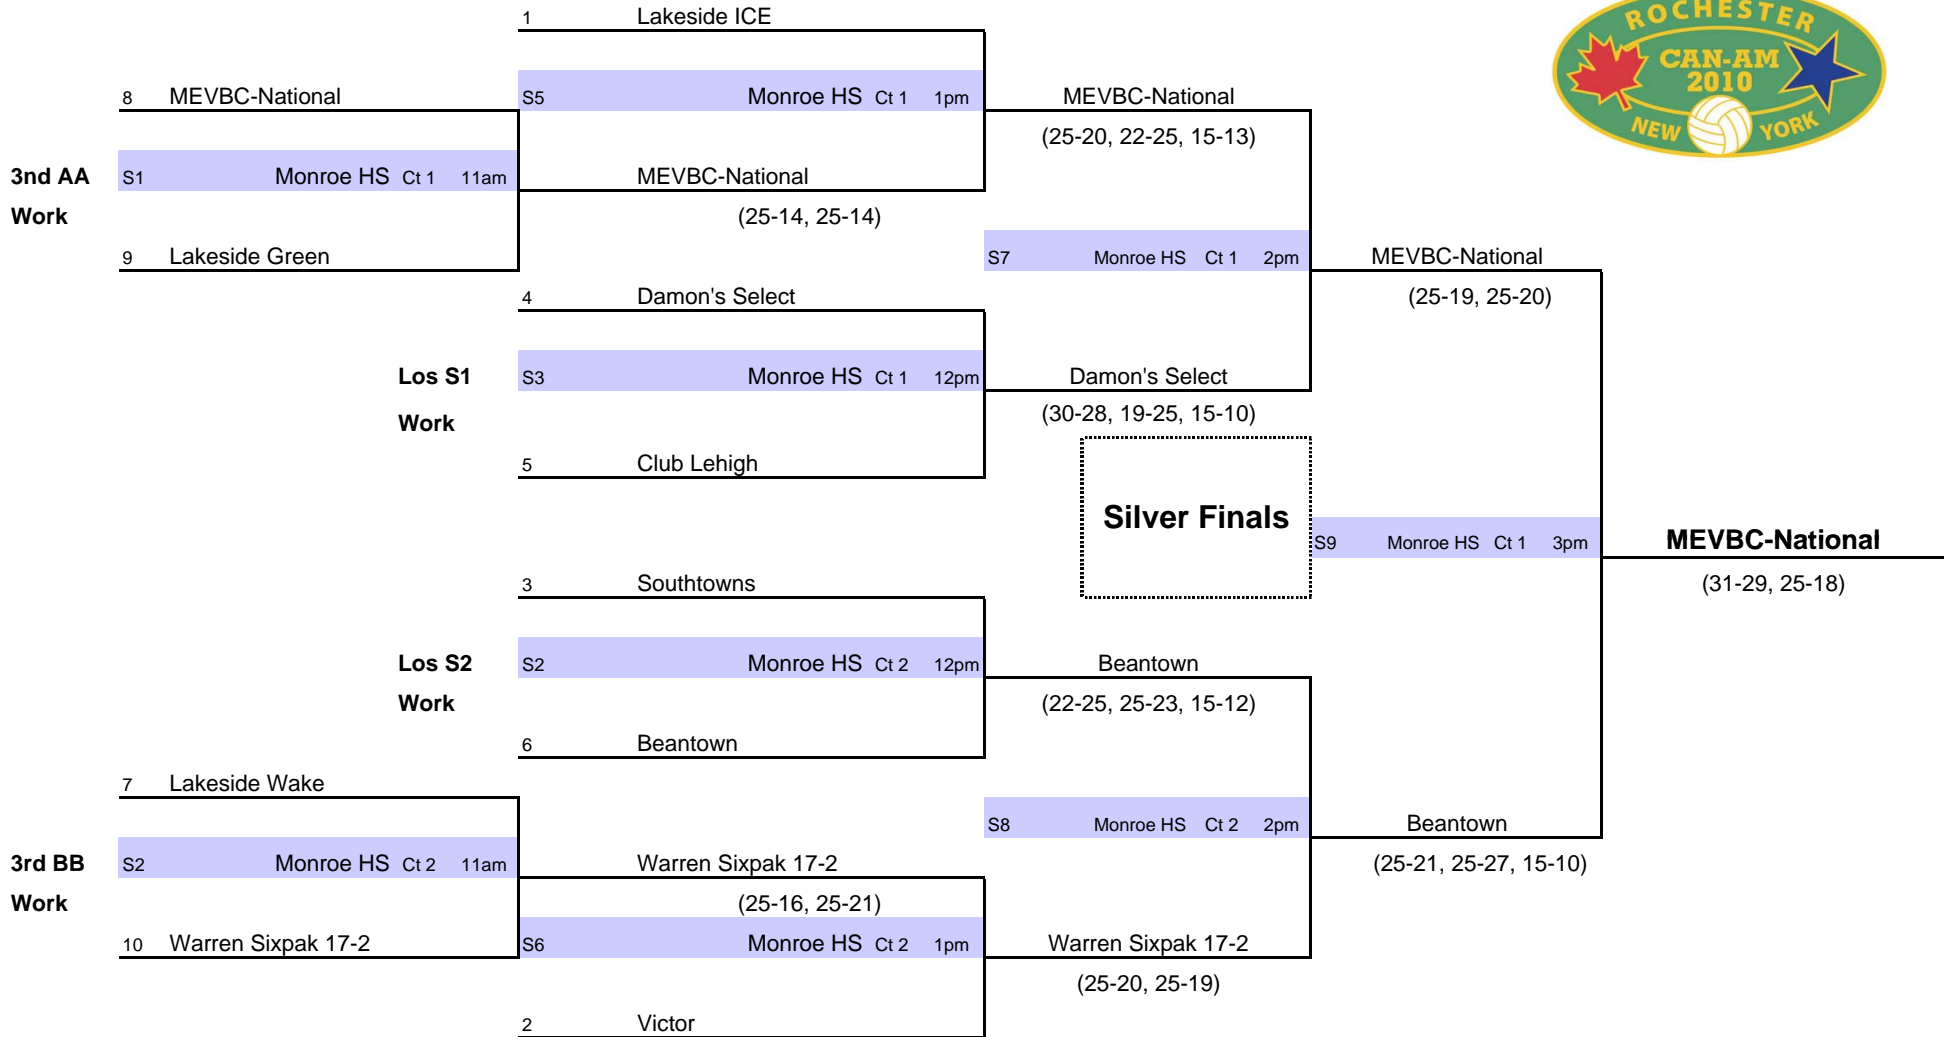 1 Lakeside ICE
ROCHESTER
CAN-AM
2010
NEW YORK
8 MEVBC-National
S5 Monroe HS Ct 1 1pm
MEVBC-National
(25-20, 22-25, 15-13)
3nd AA
S1 Monroe HS Ct 1 11am
MEVBC-National
Work
(25-14, 25-14)
9 Lakeside Green
S7 Monroe HS Ct 1 2pm
MEVBC-National
4 Damon's Select
(25-19, 25-20)
Los S1
S3 Monroe HS Ct 1 12pm
Damon's Select
Work
(30-28, 19-25, 15-10)
5 Club Lehigh
Silver Finals
S9 Monroe HS Ct 1 3pm
MEVBC-National
3 Southtowns
(31-29, 25-18)
Los S2
S2 Monroe HS Ct 2 12pm
Beantown
Work
(22-25, 25-23, 15-12)
6 Beantown
7 Lakeside Wake
S8 Monroe HS Ct 2 2pm
Beantown
3rd BB
S2 Monroe HS Ct 2 11am
Warren Sixpak 17-2
(25-21, 25-27, 15-10)
Work
(25-16, 25-21)
10 Warren Sixpak 17-2
S6 Monroe HS Ct 2 1pm
Warren Sixpak 17-2
(25-20, 25-19)
2 Victor